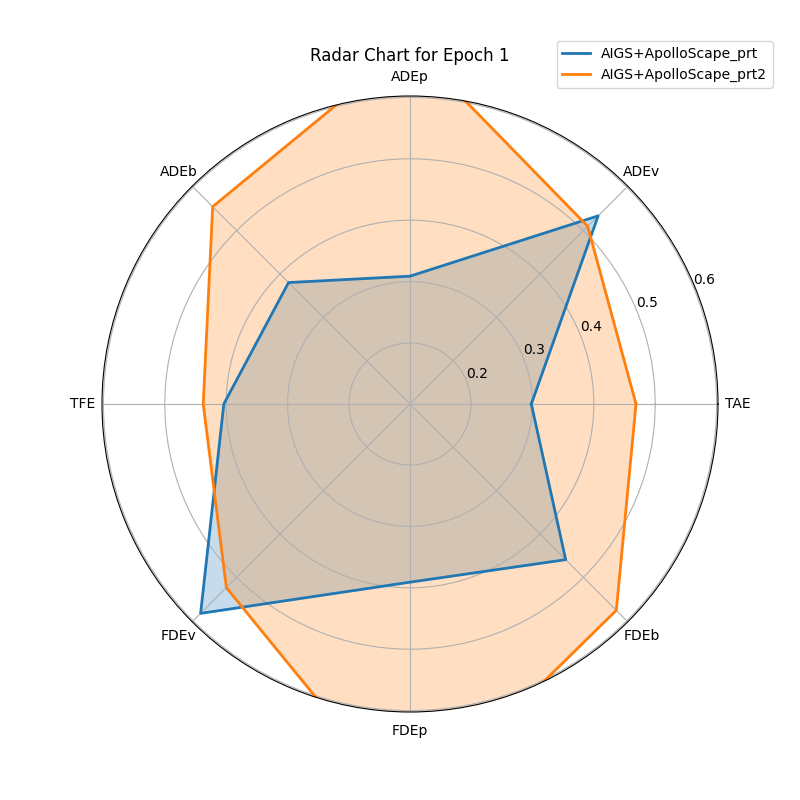 Radar Chart for Epoch 1
AIGS+ApolloScape_prt
AIGS+ApolloScape_prt2
ADEp
ADEb
ADEv
0.6
0.5
0.4
0.3
0.2
TFE
TAE
FDEv
FDEb
FDEp